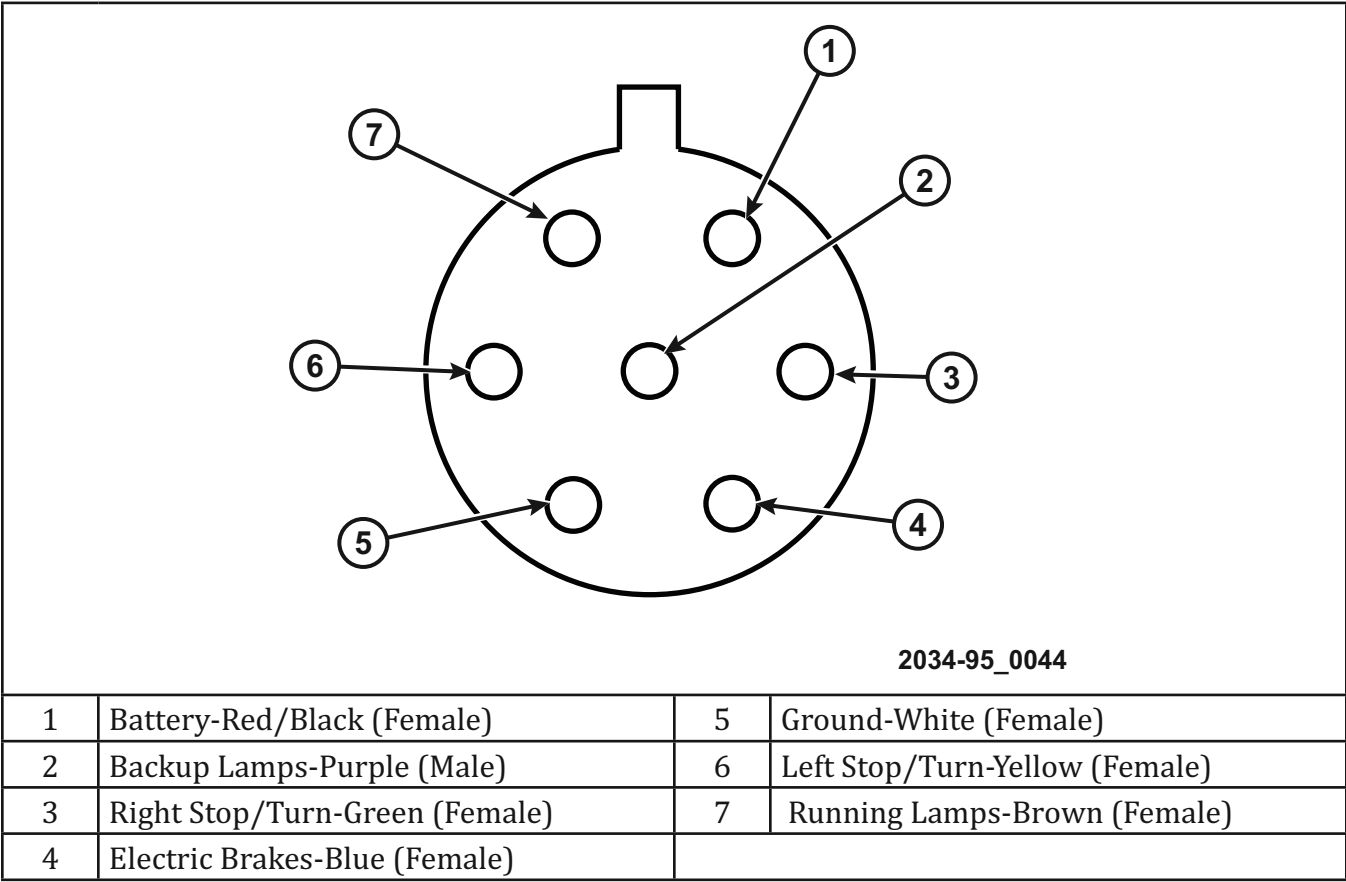 1
7
2
6
3
5
4
2034-95_0044
1 Battery-Red/Black (Female) 5 Ground-White (Female)
2 Backup Lamps-Purple (Male) 6 Left Stop/Turn-Yellow (Female)
3 Right Stop/Turn-Green (Female) 7 Running Lamps-Brown (Female)
4 Electric Brakes-Blue (Female)